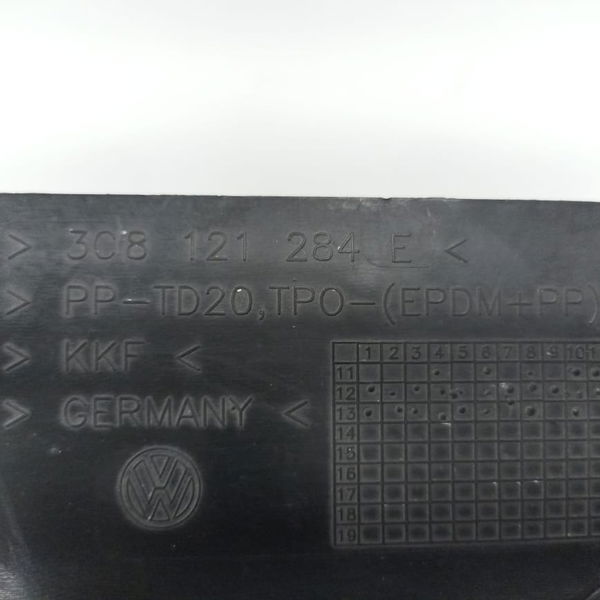 > 3C8 121 284 E <
> PP-TD20,TPO-(EPDM+PP)
> KKF <
> GERMANY <
VW
1 2 3 4 5 6 7 8 9 10 1
11
12
13
14
15
16
17
18
19